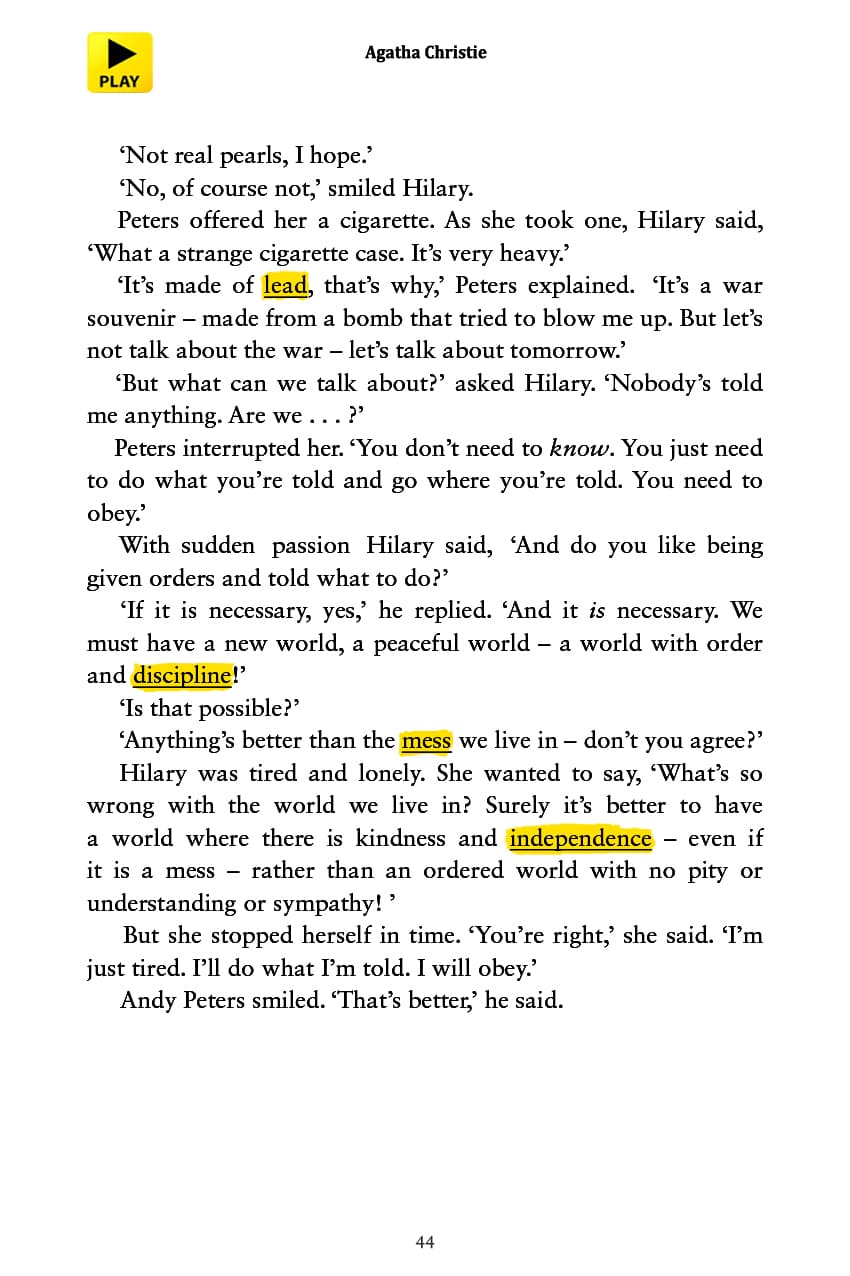 PLAY
Agatha Christie
‘Not real pearls, I hope.’
‘No, of course not,’ smiled Hilary.
Peters offered her a cigarette. As she took one, Hilary said,
‘What a strange cigarette case. It’s very heavy.’
‘It’s made of lead, that’s why,’ Peters explained. ‘It’s a war
souvenir – made from a bomb that tried to blow me up. But let’s
not talk about the war – let’s talk about tomorrow.’
‘But what can we talk about?’ asked Hilary. ‘Nobody’s told
me anything. Are we . . . ?’
Peters interrupted her. ‘You don’t need to know. You just need
to do what you’re told and go where you’re told. You need to
obey.’
With sudden passion Hilary said, ‘And do you like being
given orders and told what to do?’
‘If it is necessary, yes,’ he replied. ‘And it is necessary. We
must have a new world, a peaceful world – a world with order
and discipline!’
‘Is that possible?’
‘Anything’s better than the mess we live in – don’t you agree?’
Hilary was tired and lonely. She wanted to say, ‘What’s so
wrong with the world we live in? Surely it’s better to have
a world where there is kindness and independence – even if
it is a mess – rather than an ordered world with no pity or
understanding or sympathy! ’
But she stopped herself in time. ‘You’re right,’ she said. ‘I’m
just tired. I’ll do what I’m told. I will obey.’
Andy Peters smiled. ‘That’s better,’ he said.
44